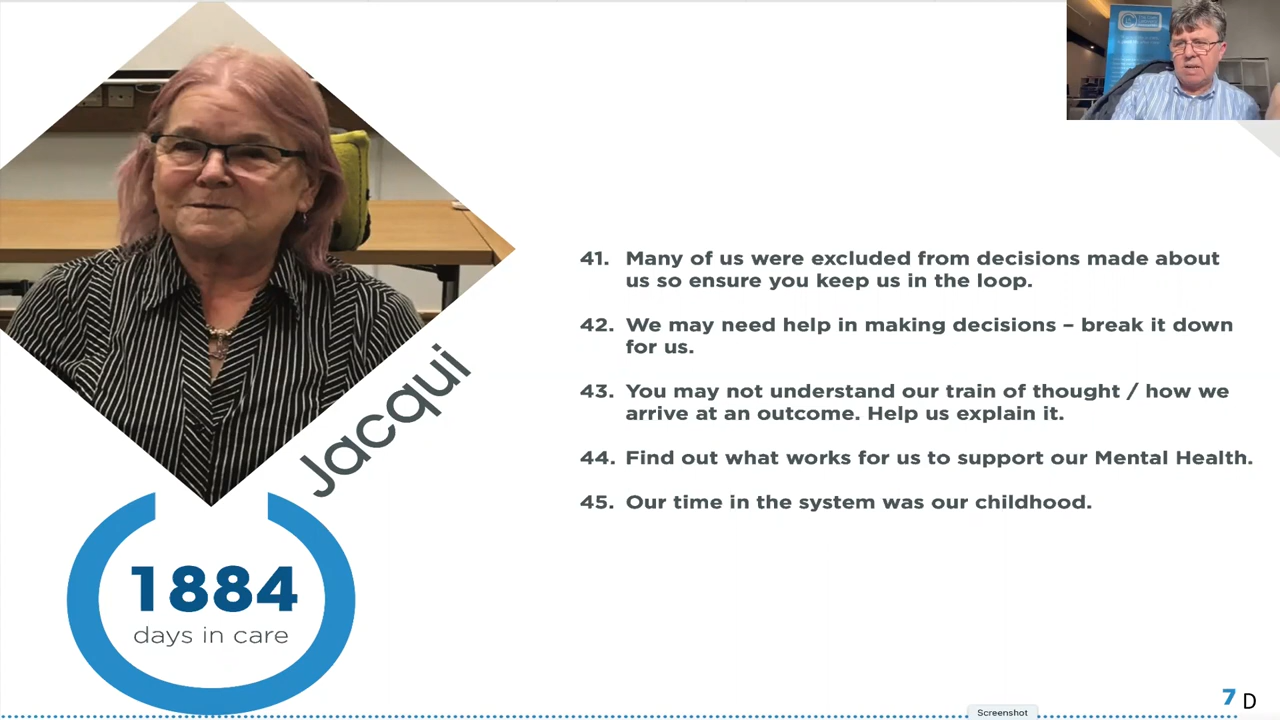 41. Many of us were excluded from decisions made about
us so ensure you keep us in the loop.
42. We may need help in making decisions – break it down
for us.
43. You may not understand our train of thought / how we
arrive at an outcome. Help us explain it.
44. Find out what works for us to support our Mental Health.
45. Our time in the system was our childhood.
Jacqui
1884
days in care
Screenshot
7 D